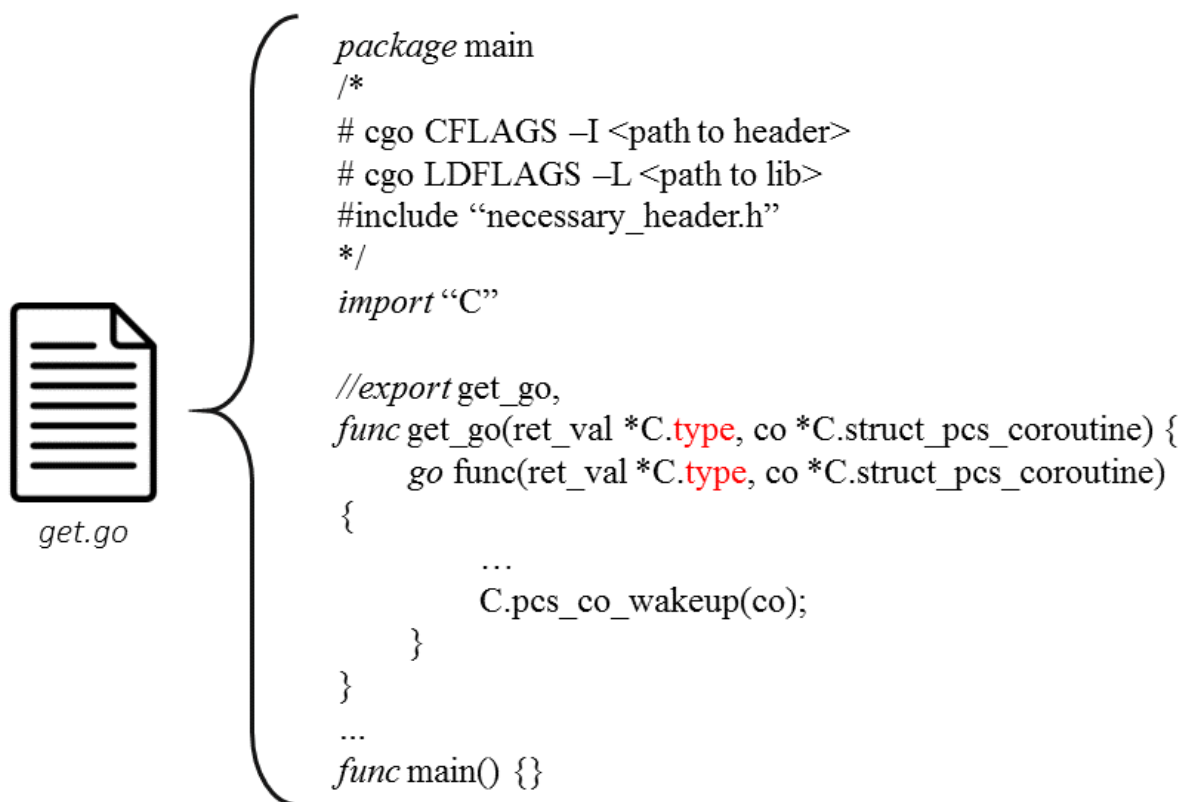 package main
/*
# cgo CFLAGS –I <path to header>
# cgo LDFLAGS –L <path to lib>
#include “necessary_header.h”
*/
import “C”
//export get_go,
func get_go(ret_val *C.type, co *C.struct_pcs_coroutine) {
go func(ret_val *C.type, co *C.struct_pcs_coroutine)
{
…
C.pcs_co_wakeup(co);
}
}
...
func main() {}
get.go